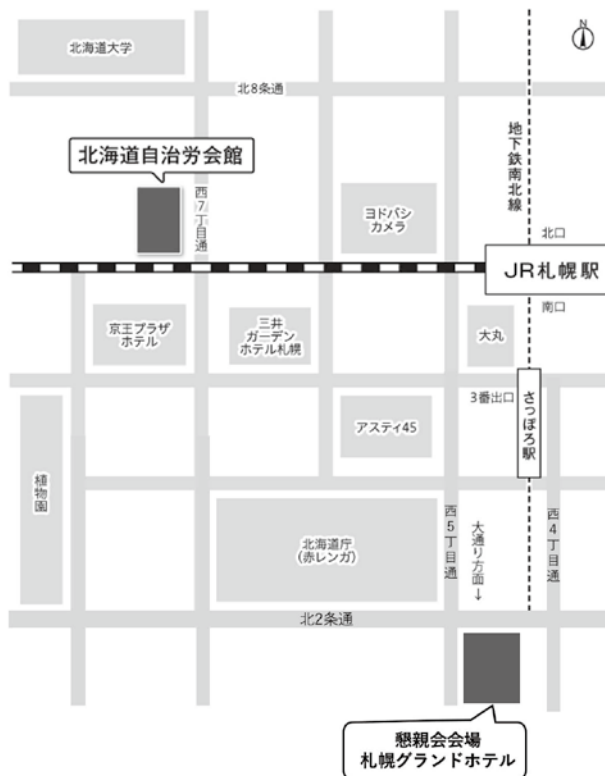 N
北海道大学
北8条通
北海道自治労会館
西7丁目通
ヨドバシ
カメラ
地下鉄南北線
北口
JR札幌駅
南口
京王プラザ
ホテル
三井
ガーデン
ホテル札幌
大丸
3番出口
さっぽろ駅
アスティ45
植物園
北海道庁
(赤レンガ)
西5丁目通
大通り方面→
西4丁目通
北2条通
懇親会会場
札幌グランドホテル